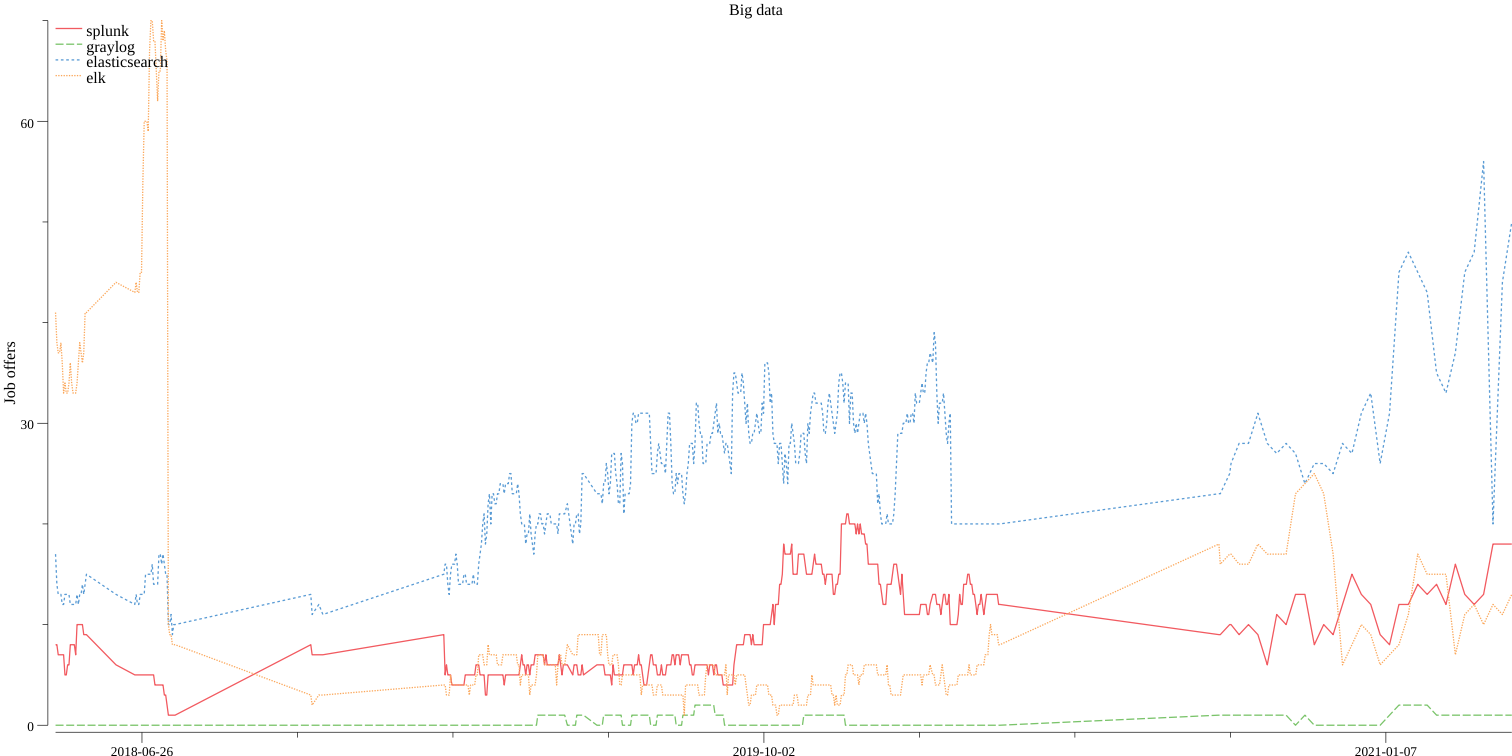 Big data
splunk
graylog
elasticsearch
elk
60
Job offers
30
0
2018-06-26
2019-10-02
2021-01-07